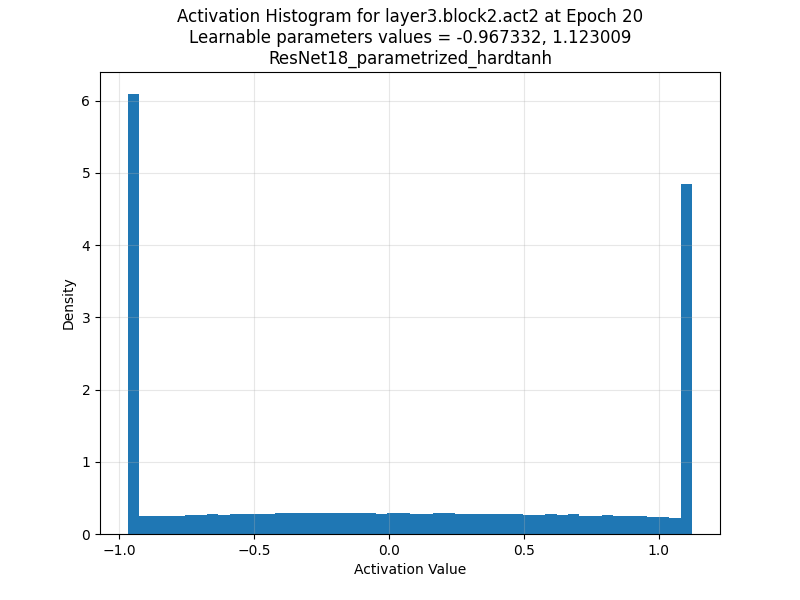 Activation Histogram for layer3.block2.act2 at Epoch 20
Learnable parameters values = -0.967332, 1.123009
ResNet18_parametrized_hardtanh
6
5
4
3
2
1
0
Density
−1.0
−0.5
0.0
0.5
1.0
Activation Value